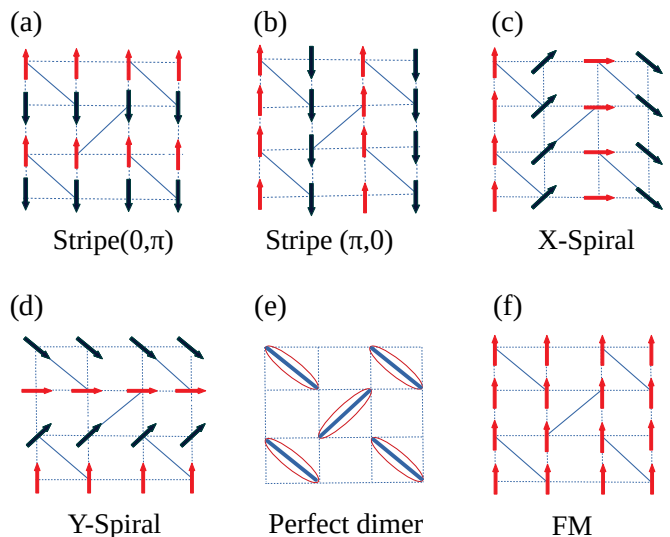 (a)
(b)
(c)
Stripe(0,π)
Stripe (π,0)
X-Spiral
(d)
(e)
(f)
Y-Spiral
Perfect dimer
FM